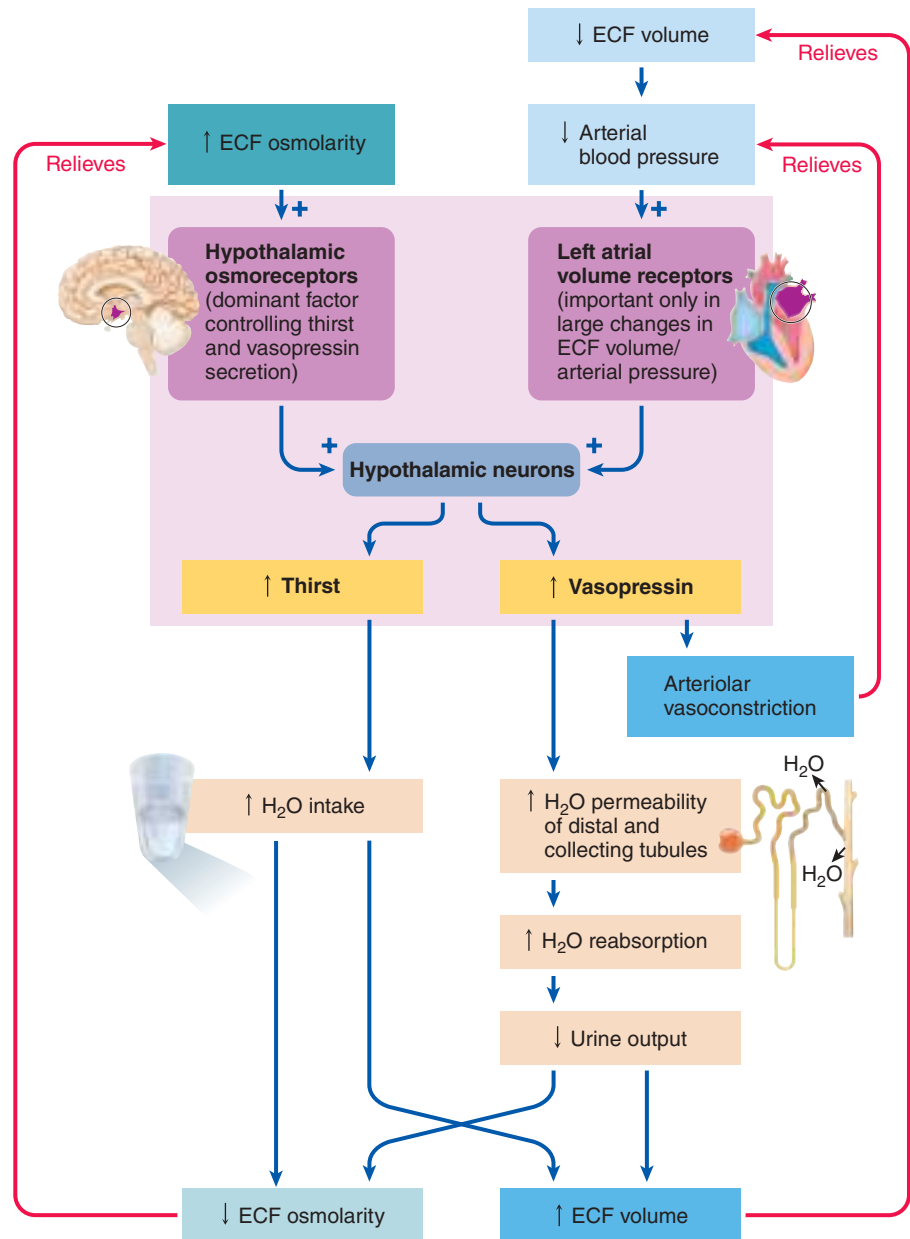 ↓ ECF volume
Relieves
↑ ECF osmolarity
Relieves
↓ Arterial
blood pressure
Relieves
+
+
Hypothalamic
osmoreceptors
(dominant factor
controlling thirst
and vasopressin
secretion)
Left atrial
volume receptors
(important only in
large changes in
ECF volume/
arterial pressure)
+
+
Hypothalamic neurons
↑ Thirst
↑ Vasopressin
Arteriolar
vasoconstriction
↑ H₂O intake
↑ H₂O permeability
of distal and
collecting tubules
H₂O
H₂O
↑ H₂O reabsorption
↓ Urine output
↓ ECF osmolarity
↑ ECF volume